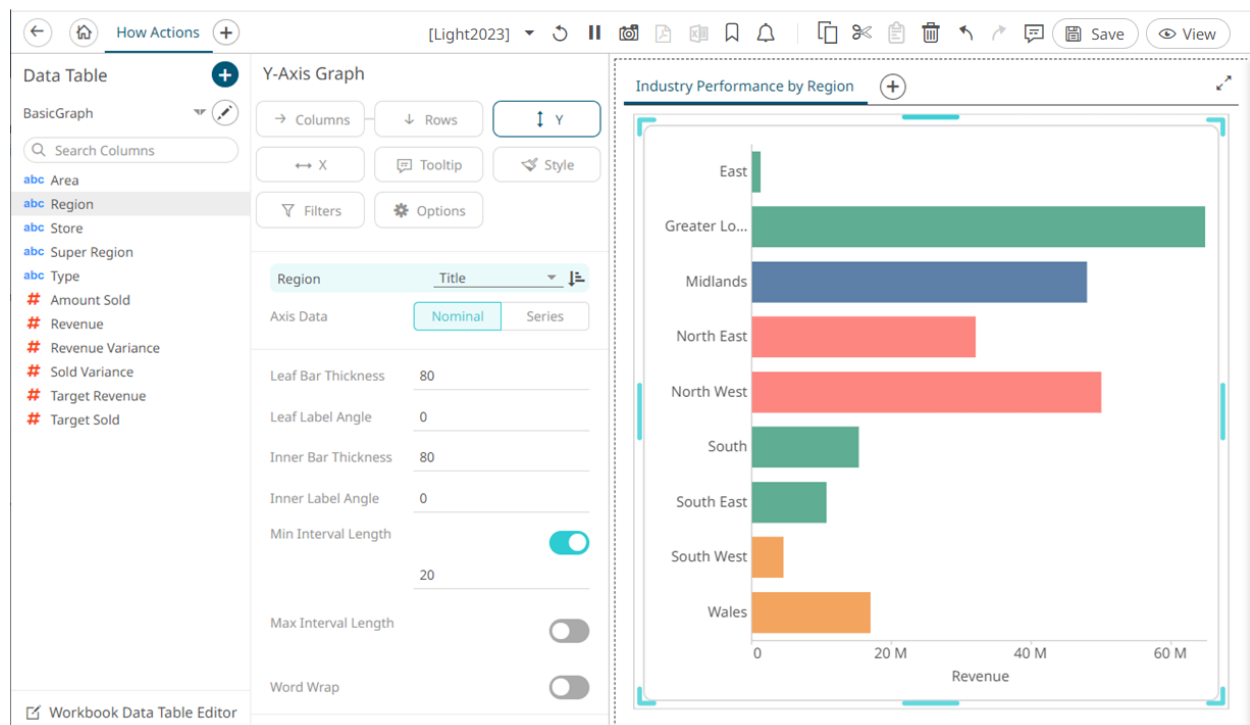 How Actions
[Light2023]
Save
View
Data Table
BasicGraph
Search Columns
abc Area
abc Region
abc Store
abc Super Region
abc Type
# Amount Sold
# Revenue
# Revenue Variance
# Sold Variance
# Target Revenue
# Target Sold
Workbook Data Table Editor
Y-Axis Graph
Columns
Rows
Y
X
Tooltip
Style
Filters
Options
Region Title
Axis Data Nominal Series
Leaf Bar Thickness 80
Leaf Label Angle 0
Inner Bar Thickness 80
Inner Label Angle 0
Min Interval Length
20
Max Interval Length
Word Wrap
Industry Performance by Region
East
Greater Lo...
Midlands
North East
North West
South
South East
South West
Wales
0 20 M 40 M 60 M
Revenue